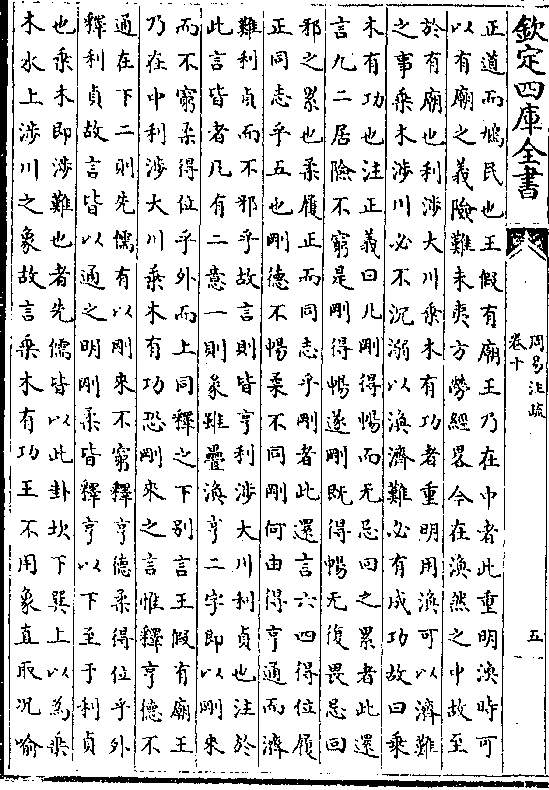 欽定四庫全書
周易注疏
卷十
五
正道而鳩民也王假有廟王乃在中者此重明渙時可
以有廟之義險難未夷方勞經畧今在渙然之中故至
於有廟也利涉大川乘木有功者重明用渙可以濟難
之事乘木涉川必不沉溺以渙濟難必有成功故曰乘
木有功也注正義曰凡剛得暢而无忌回之累者此還
言九二居險不窮是剛得暢遂剛既得暢无復畏忌回
邪之累也柔履正而同志乎剛者此還言六四得位履
正同志乎五也剛德不暢柔不同剛何由得亨通而濟
難利貞而不邪乎故言則皆亨利涉大川利貞也注於
此言皆者凡有二意一則彖雖疊渙亨二字即以剛來
而不窮柔得位乎外而上同釋之下別言王假有廟王
乃在中利涉大川乘木有功恐剛來之言惟釋亨德不
通在下二則先儒有以剛來不窮釋亨德柔得位乎外
釋利貞故言皆以通之明剛柔皆釋亨以下至于利貞
也乘木即涉難也者先儒皆以此卦坎下巽上以為乘
木水上涉川之象故言乘木有功王不用象直取況喻